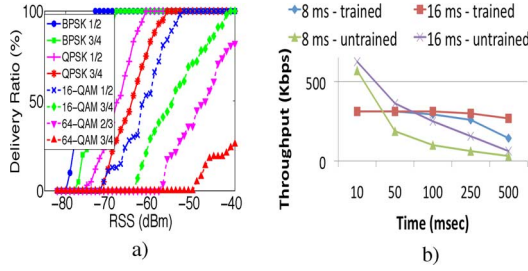 Delivery Ratio (%)
100
50
0
BPSK 1/2
BPSK 3/4
QPSK 1/2
QPSK 3/4
16-QAM 1/2
16-QAM 3/4
64-QAM 2/3
64-QAM 3/4
−80 −70 −60 −50 −40
RSS (dBm)
a)
8 ms - trained 16 ms - trained
8 ms - untrained 16 ms - untrained
Throughput (Kbps)
500
0
10 50 100 250 500
Time (msec)
b)